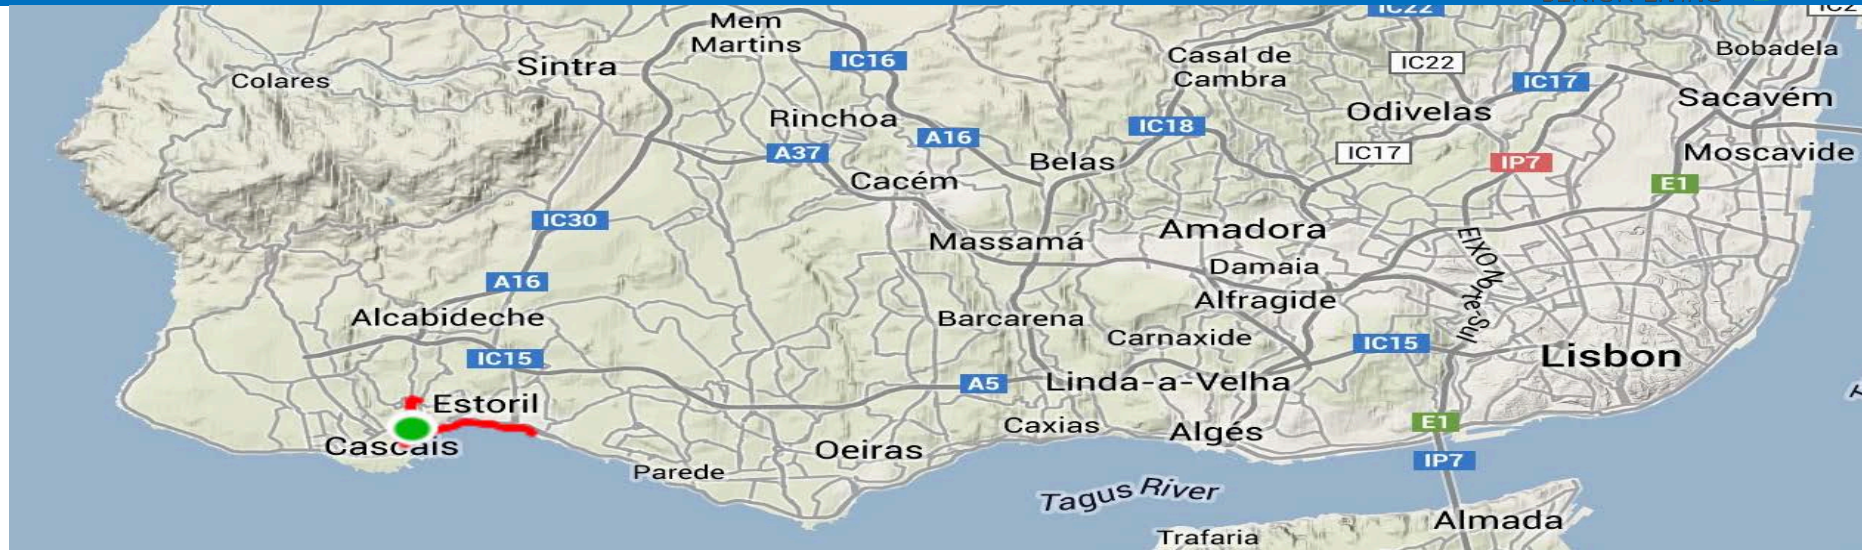 IC22
Mem
Martins
Sintra
IC16
Casal de
Cambra
IC22
Bobadela
Colares
IC17
Sacavém
Rinchoa
A16
IC18
Odivelas
A37
Belas
IC17
IP7
Moscavide
Cacém
E1
IC30
Massamá
Amadora
EIXO Norte-Sul
Damaia
A16
Alfragide
Alcabideche
Barcarena
Carnaxide
IC15
IC15
Lisbon
A5
Linda-a-Velha
Estoril
Caxias
Algés
E1
Cascais
Oeiras
Parede
IP7
Tagus River
Almada
Trafaria